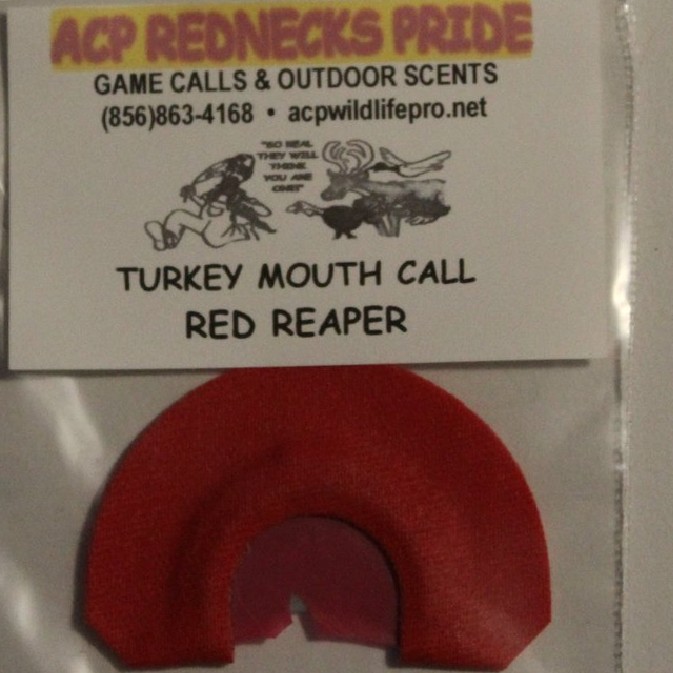 ACP REDNECKS PRIDE
GAME CALLS & OUTDOOR SCENTS
(856)863-4168 • acpwildlifepro.net
"SO REAL
THEY WILL
THINK
YOU ARE
ONE!"
TURKEY MOUTH CALL
RED REAPER